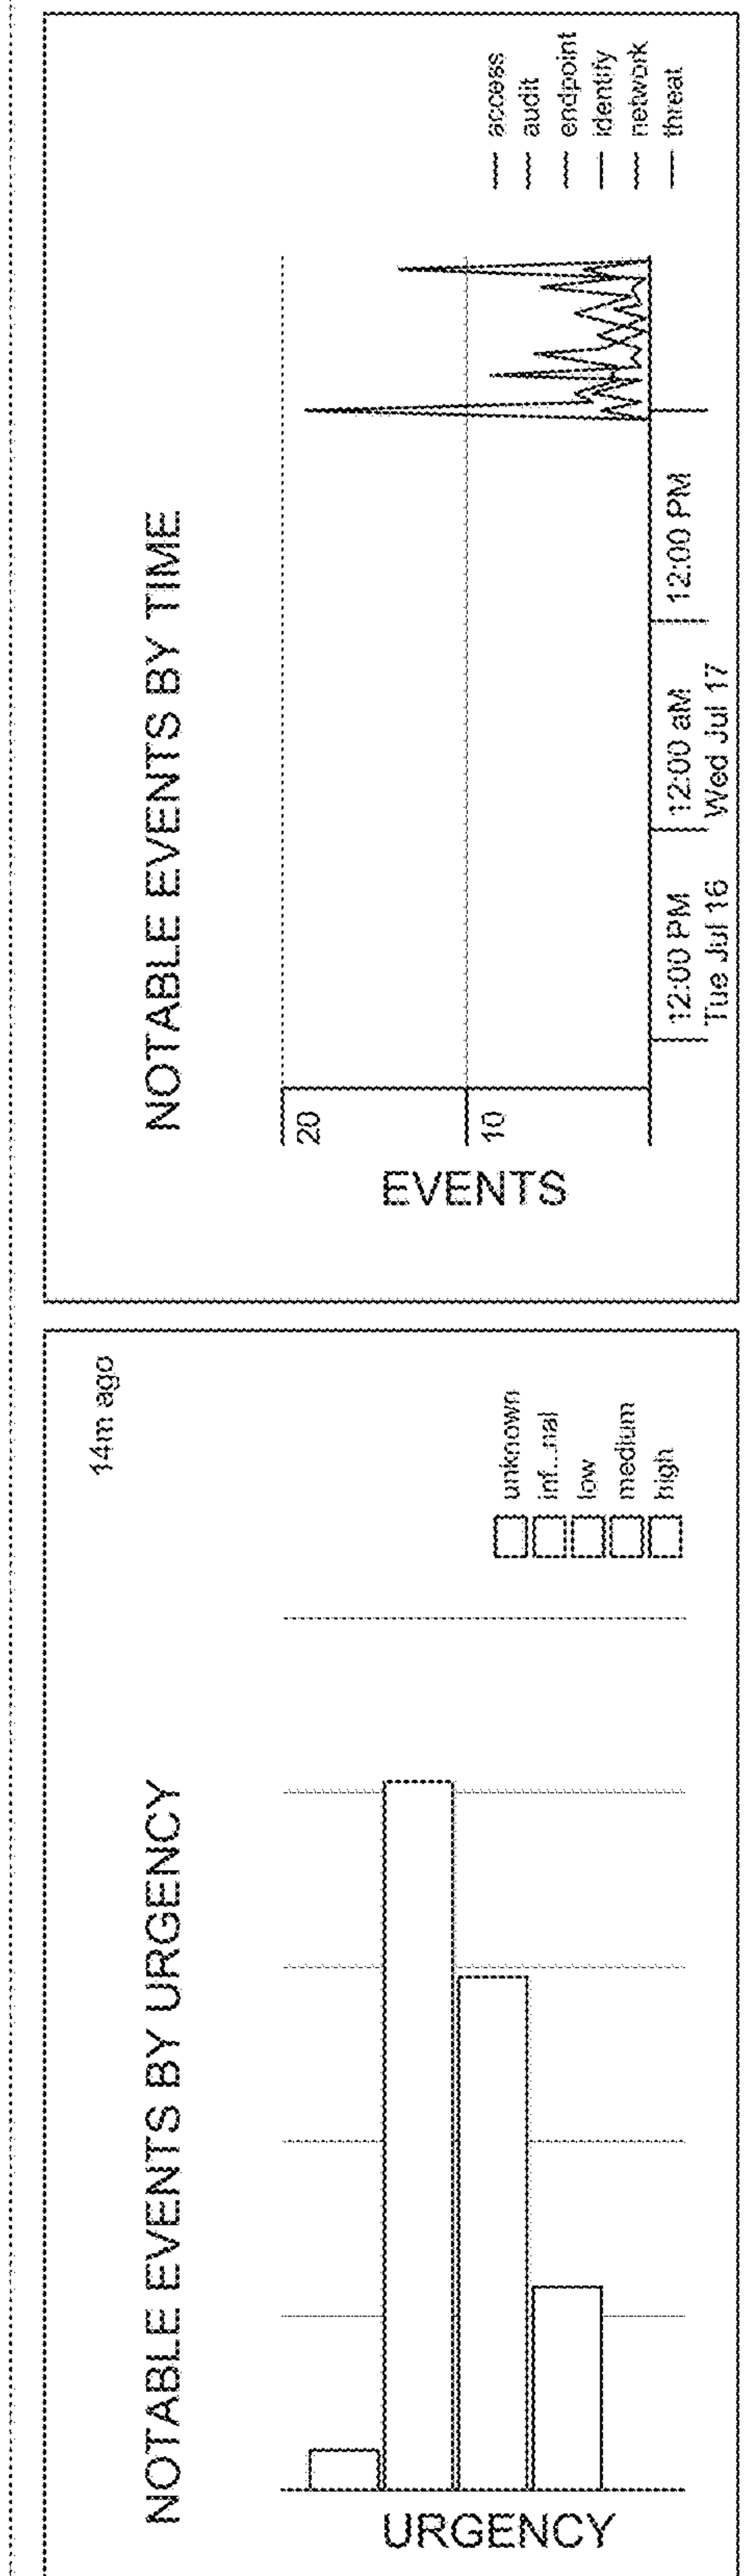 NOTABLE EVENTS BY URGENCY
14m ago
URGENCY
unknown
inf...nal
low
medium
high
NOTABLE EVENTS BY TIME
EVENTS
20
10
12:00 PM
Tue Jul 16
12:00 aM
Wed Jul 17
12:00 PM
access
audit
endpoint
identify
network
threat